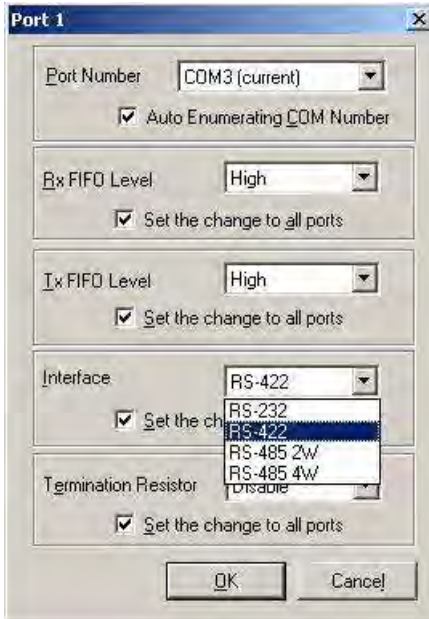 Port 1
Port Number COM3 (current)
Auto Enumerating COM Number
Rx FIFO Level High
Set the change to all ports
Tx FIFO Level High
Set the change to all ports
Interface RS-422
RS-232
Set the ch RS-422
RS-485 2W
RS-485 4W
Termination Resistor Disable
Set the change to all ports
OK Cancel